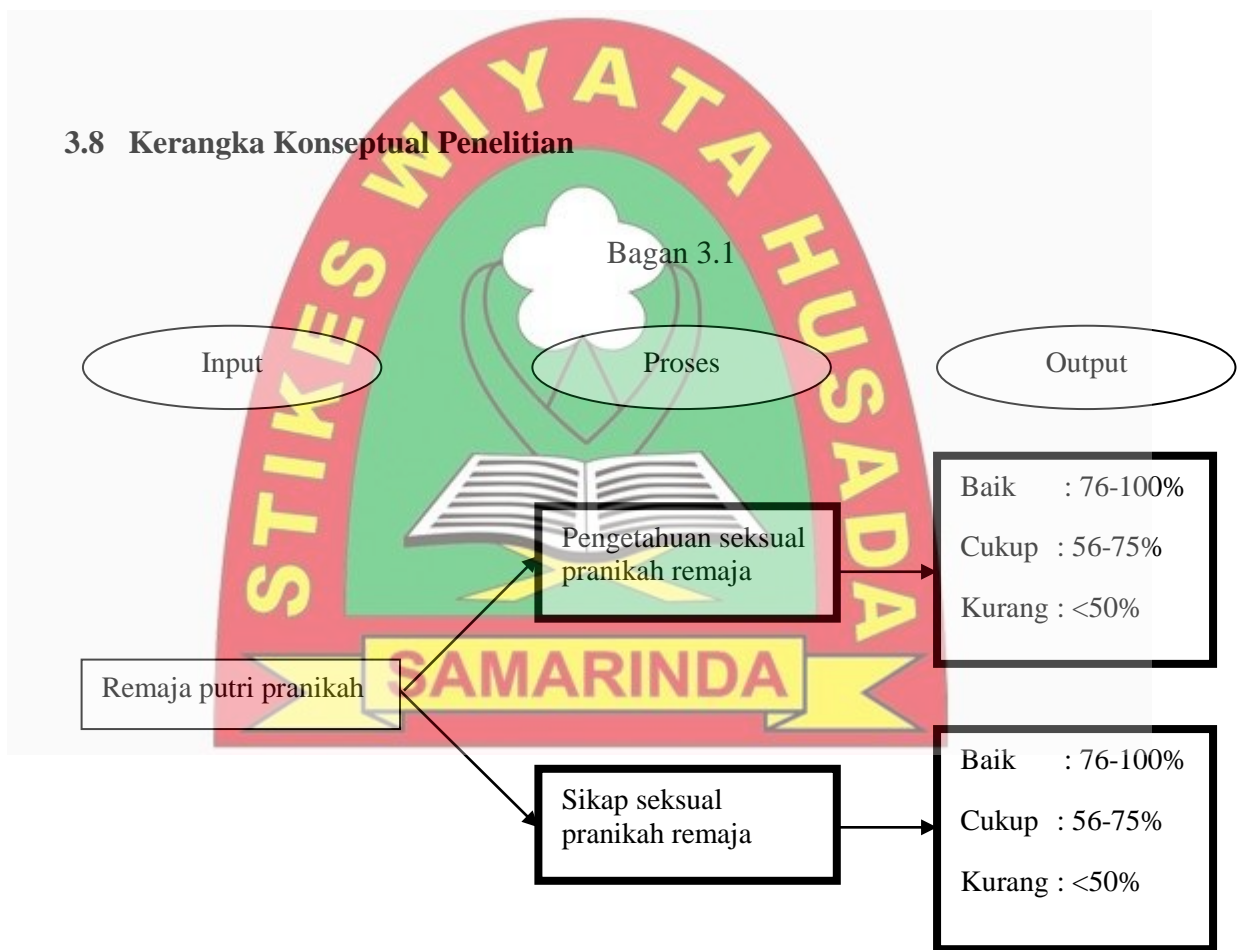 3.8 Kerangka Konseptual Penelitian
Bagan 3.1
Input
Proses
Output
Pengetahuan seksual
pranikah remaja
Baik : 76-100%
Cukup : 56-75%
Kurang : <50%
Remaja putri pranikah
Sikap seksual
pranikah remaja
Baik : 76-100%
Cukup : 56-75%
Kurang : <50%
STIKES WIYATA HUSADA
SAMARINDA